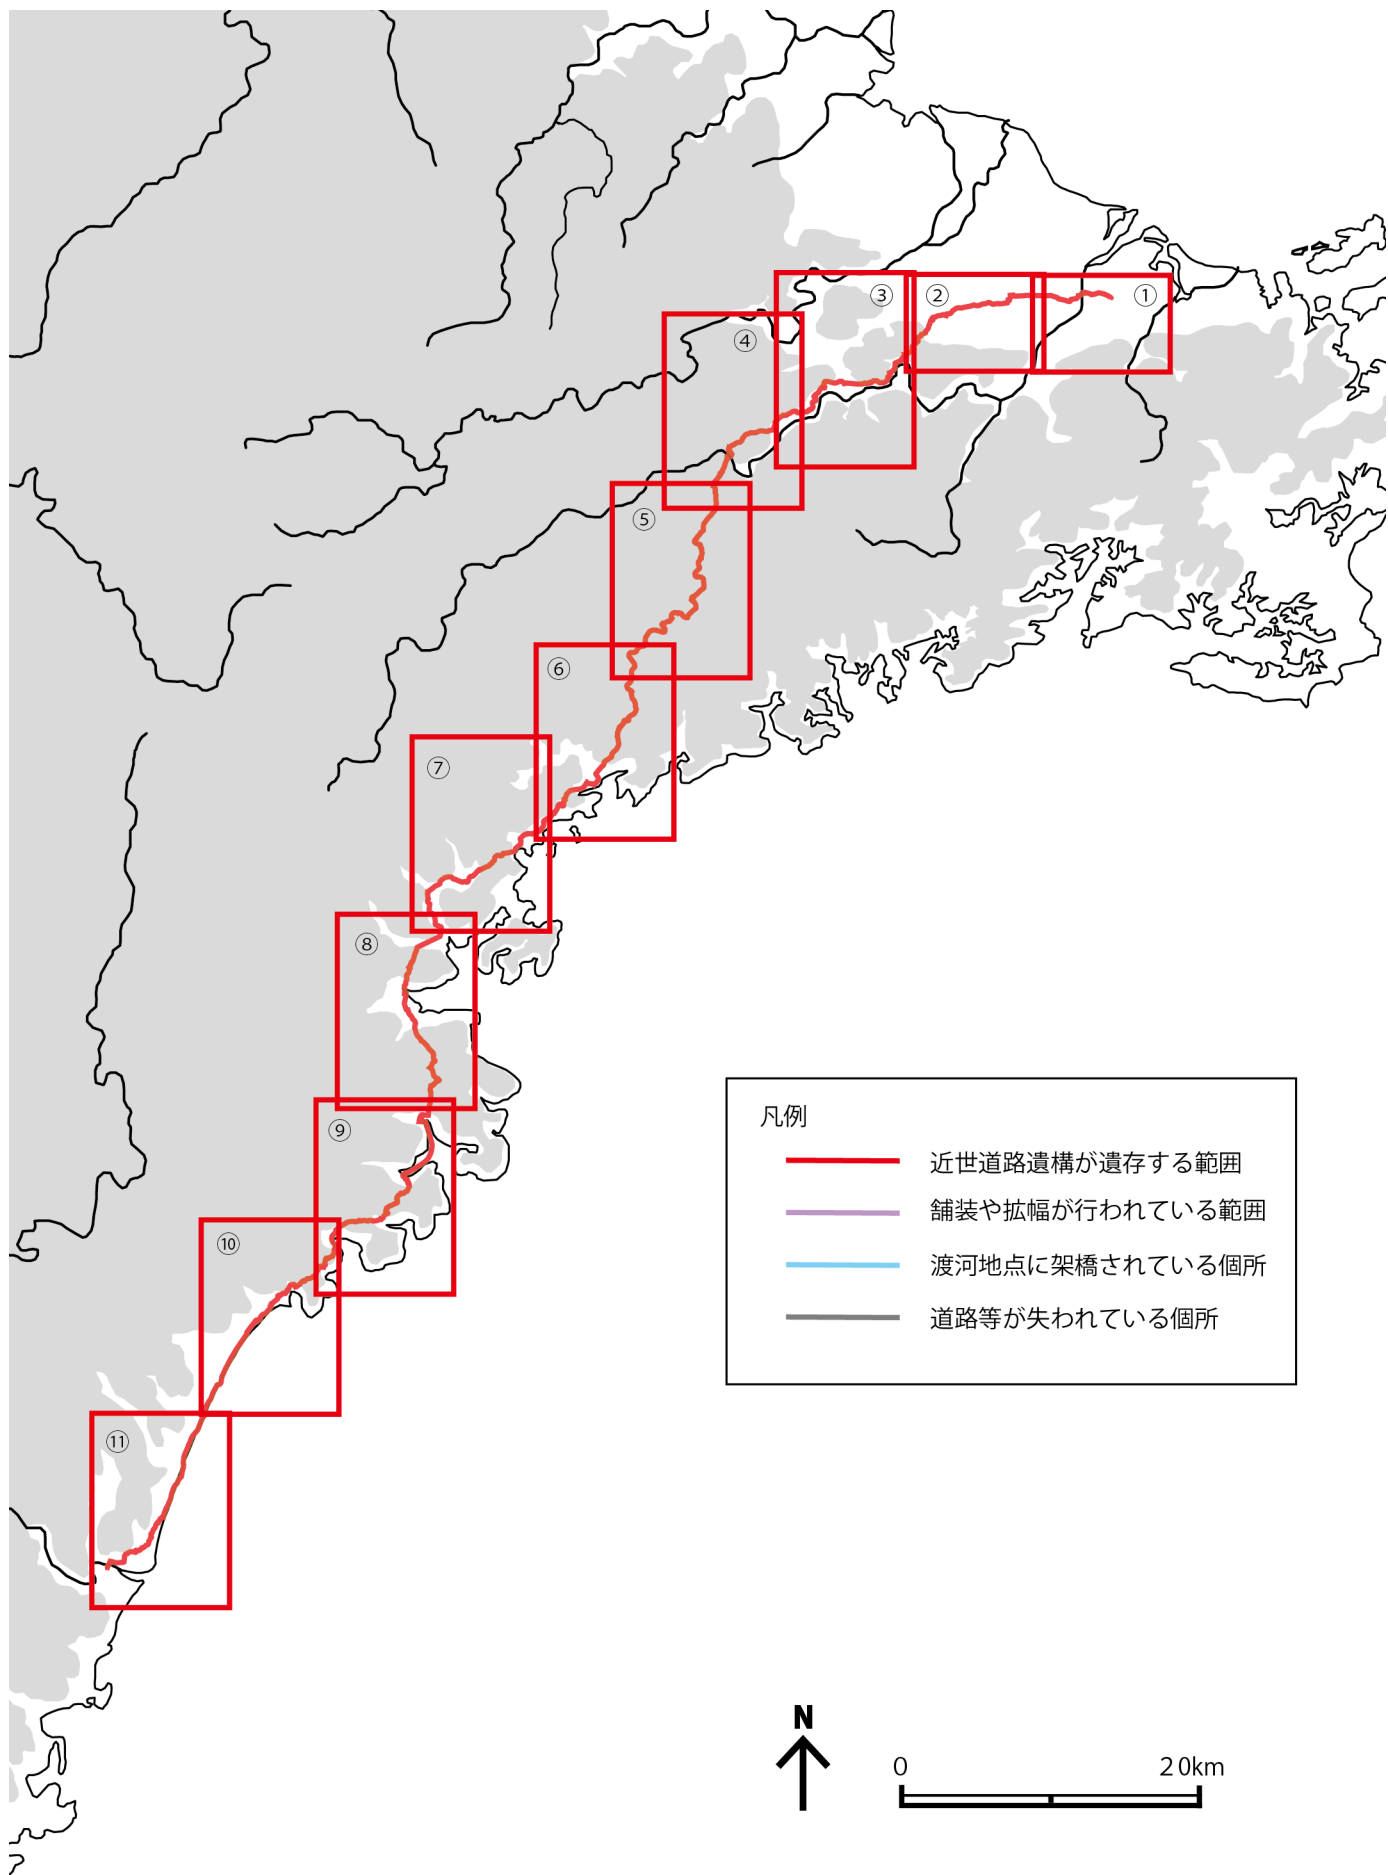 ①
②
③
④
⑤
⑥
⑦
⑧
⑨
⑩
⑪
凡例
近世道路遺構が遺存する範囲
舗装や拡幅が行われている範囲
渡河地点に架橋されている個所
道路等が失われている個所
N
0 20km